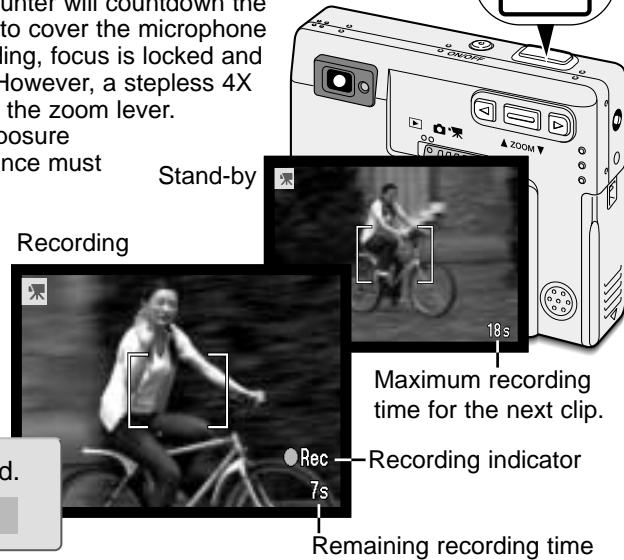 unter will countdown the
to cover the microphone
ding, focus is locked and
However, a stepless 4X
the zoom lever.
posure
ance must
ON/OFF
▲ ZOOM ▼
Stand-by
18s
Maximum recording
time for the next clip.
Recording
Rec
Recording indicator
7s
Remaining recording time
d.